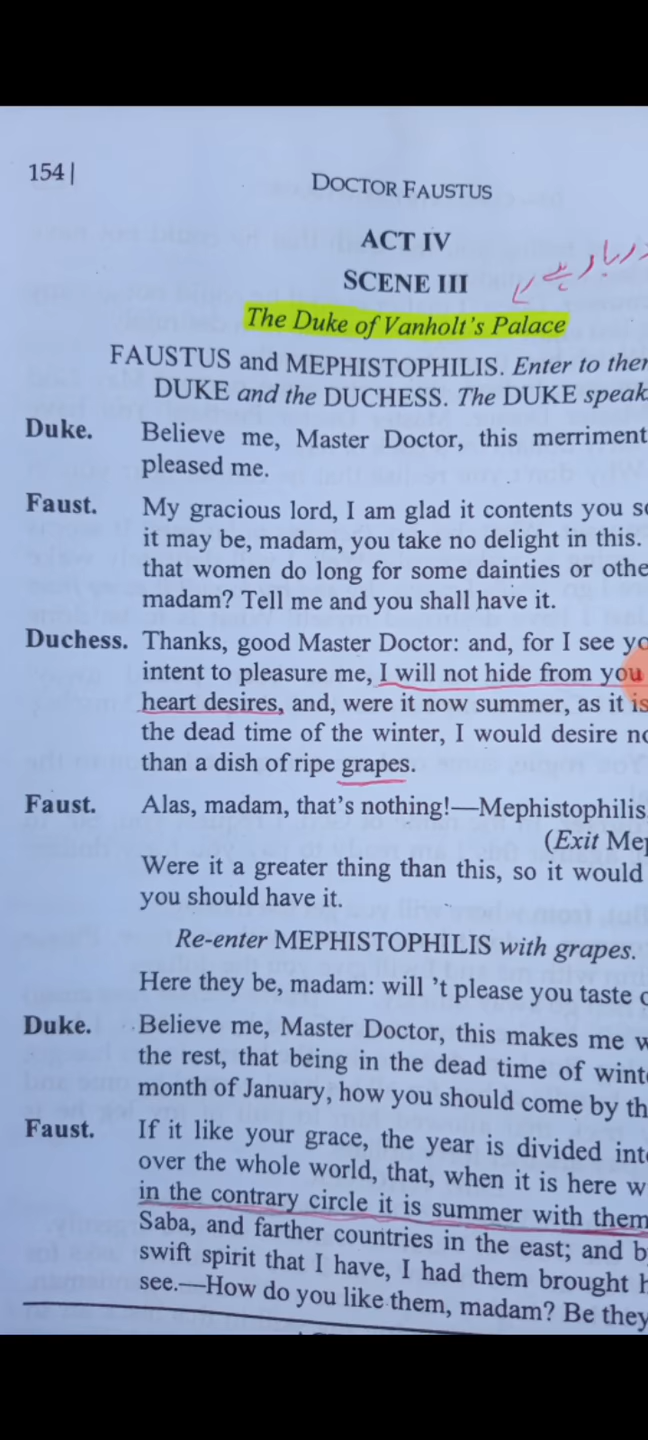 154|
DOCTOR FAUSTUS
ACT IV
SCENE III
The Duke of Vanholt's Palace
FAUSTUS and MEPHISTOPHILIS. Enter to
DUKE and the DUCHESS. The DUKE speak
Duke. Believe me, Master Doctor, this merriment
pleased me.
Faust. My gracious lord, I am glad it contents you
it may be, madam, you take no delight in this.
that women do long for some dainties or
madam? Tell me and you shall have it.
Duchess. Thanks, good Master Doctor: and, for I see
intent to pleasure me, I will not hide from you
heart desires, and, were it now summer, as it is
the dead time of the winter, I would desire
than a dish of ripe grapes.
Faust. Alas, madam, that's nothing!—Mephistophilis
(Exit
Were it a greater thing than this, so it would
you should have it.
Re-enter MEPHISTOPHILIS with grapes.
Here they be, madam: will 't please you taste
Duke. Believe me, Master Doctor, this makes me
the rest, that being in the dead time of
month of January, how you should come by
Faust. If it like your grace, the year is divided
over the whole world, that, when it is here
in the contrary circle it is summer with them
Saba, and farther countries in the east; and
swift spirit that I have, I had them brought
see.—How do you like them, madam? Be they